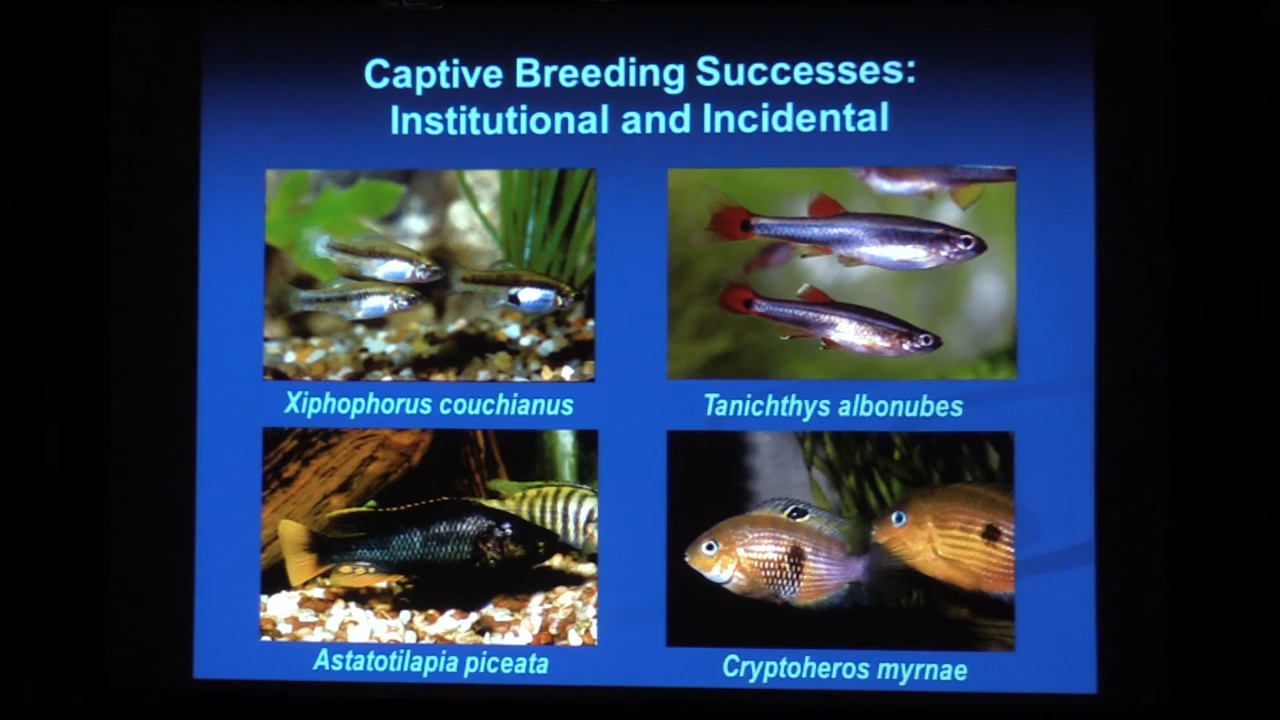 Captive Breeding Successes:
Institutional and Incidental
Xiphophorus couchianus
Tanichthys albonubes
Astatotilapia piceata
Cryptoheros myrnae